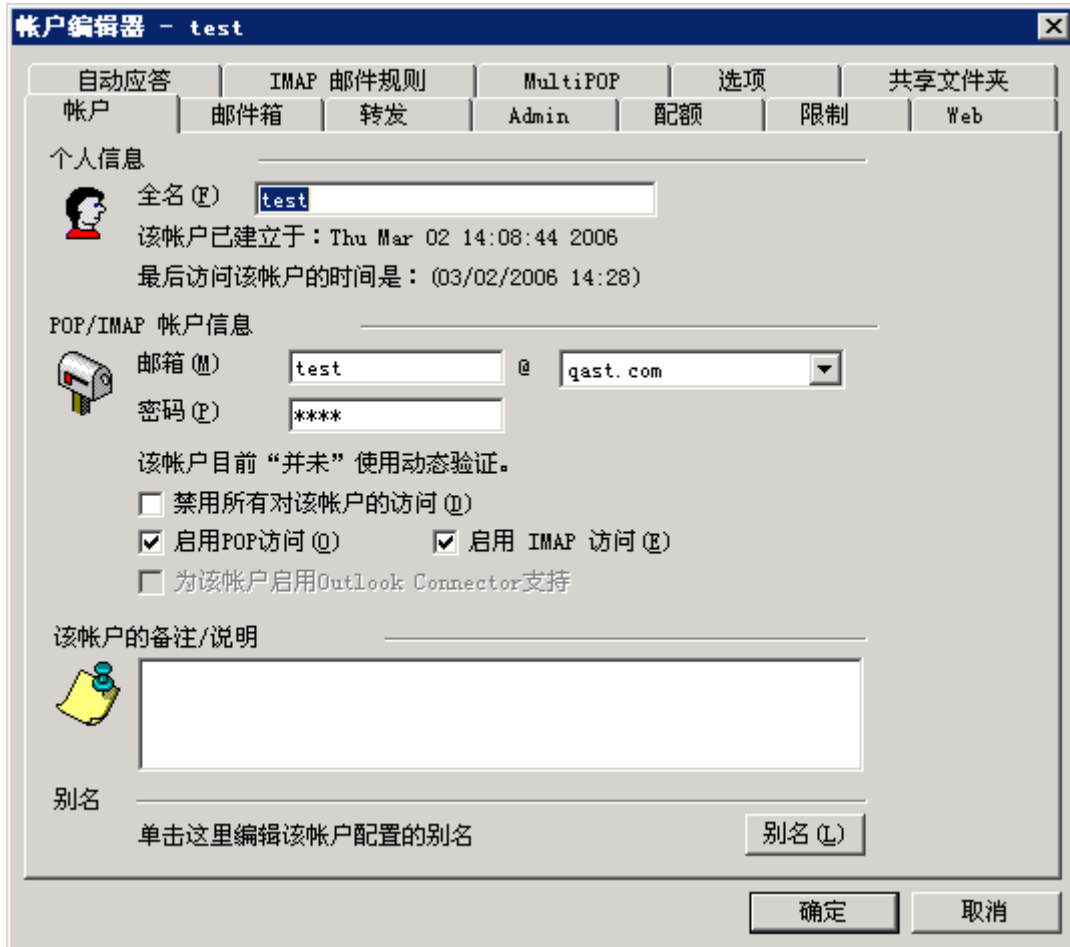 帐户编辑器 - test
自动应答 IMAP 邮件规则 MultiPOP 选项 共享文件夹
帐户 邮件箱 转发 Admin 配额 限制 Web
个人信息
全名(F) test
该帐户已建立于：Thu Mar 02 14:08:44 2006
最后访问该帐户的时间是：(03/02/2006 14:28)
POP/IMAP 帐户信息
邮箱(M) test @ qast.com
密码(P) ****
该帐户目前“并未”使用动态验证。
禁用所有对该帐户的访问(D)
启用POP访问(O) 启用 IMAP 访问(E)
为该帐户启用Outlook Connector支持
该帐户的备注/说明
别名
单击这里编辑该帐户配置的别名 别名(L)
确定 取消